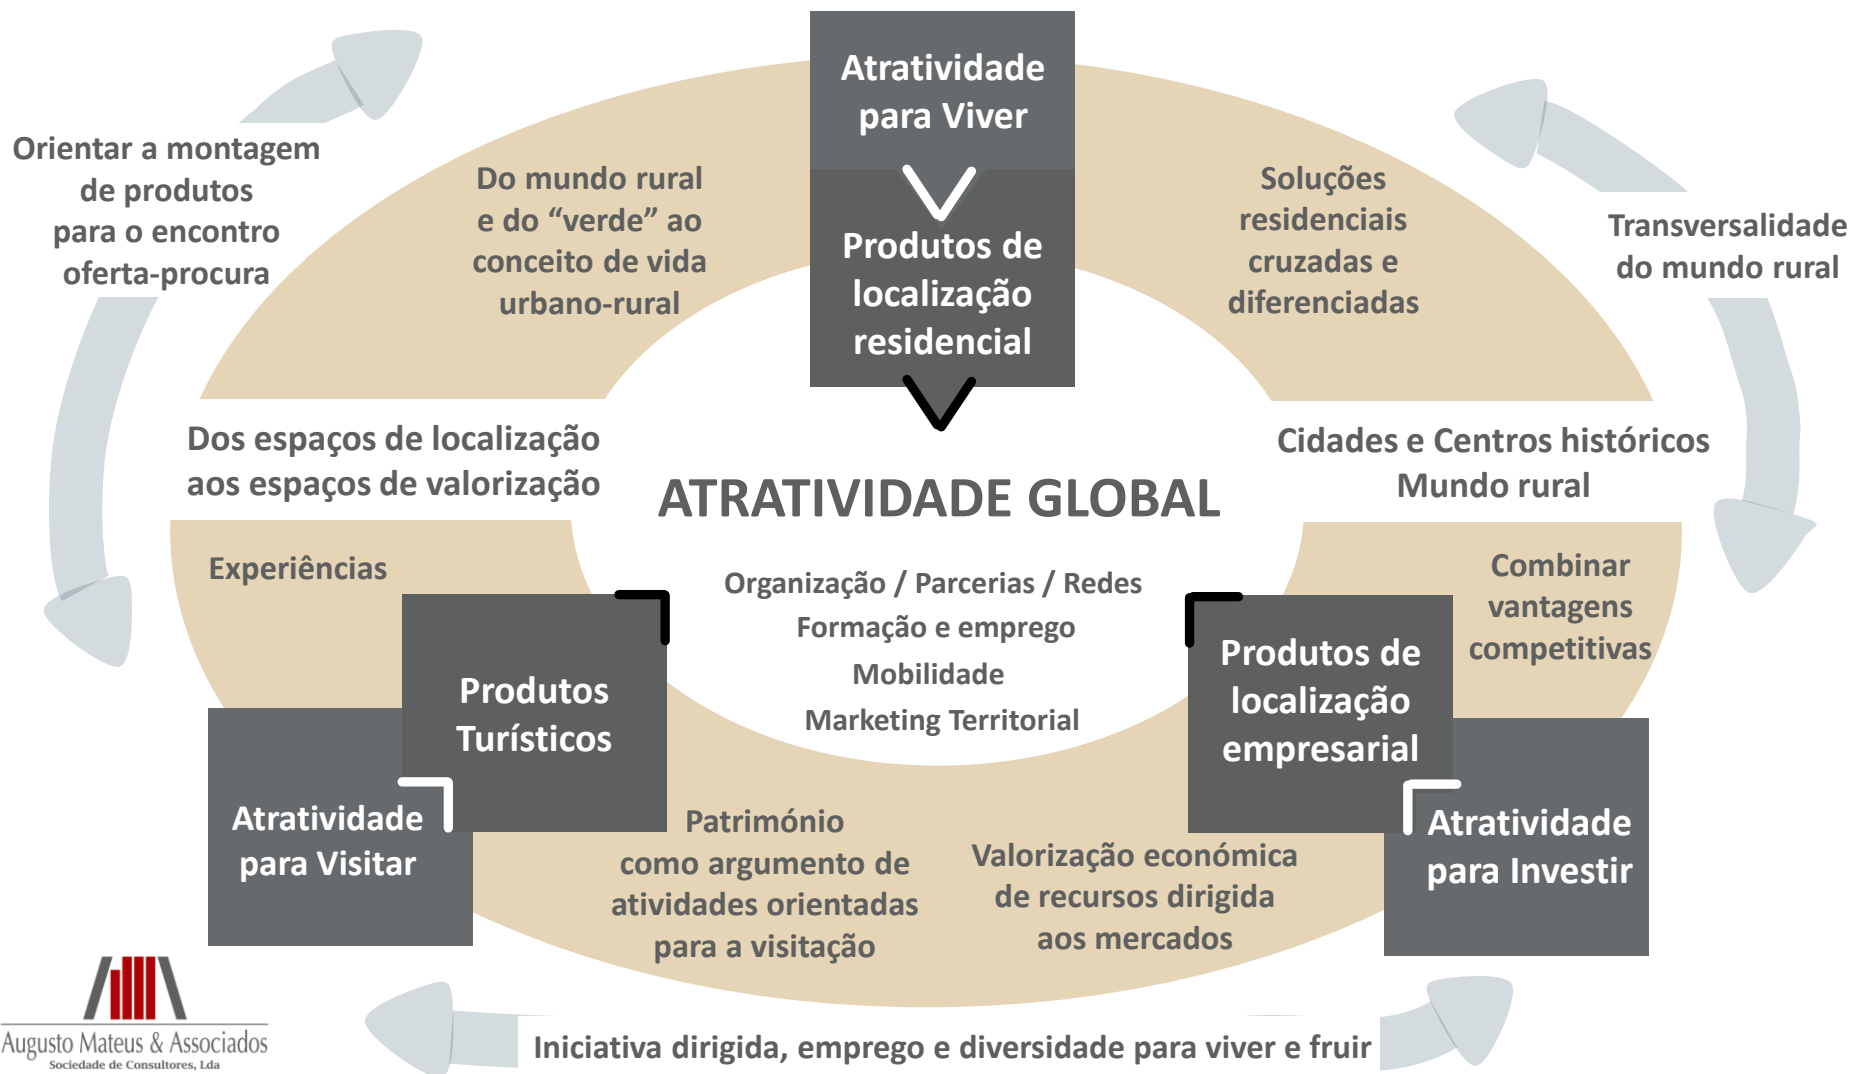 Atratividade
para Viver
Orientar a montagem
de produtos
para o encontro
oferta-procura
Do mundo rural
e do “verde” ao
conceito de vida
urbano-rural
Produtos de
localização
residencial
Soluções
residenciais
cruzadas e
diferenciadas
Transversalidade
do mundo rural
Dos espaços de localização
aos espaços de valorização
Cidades e Centros históricos
Mundo rural
ATRATIVIDADE GLOBAL
Organização / Parcerias / Redes
Formação e emprego
Mobilidade
Marketing Territorial
Experiências
Produtos
Turísticos
Atratividade
para Visitar
Combinar
vantagens
competitivas
Produtos de
localização
empresarial
Atratividade
para Investir
Património
como argumento de
atividades orientadas
para a visitação
Valorização económica
de recursos dirigida
aos mercados
Iniciativa dirigida, emprego e diversidade para viver e fruir
Augusto Mateus & Associados
Sociedade de Consultores, Lda